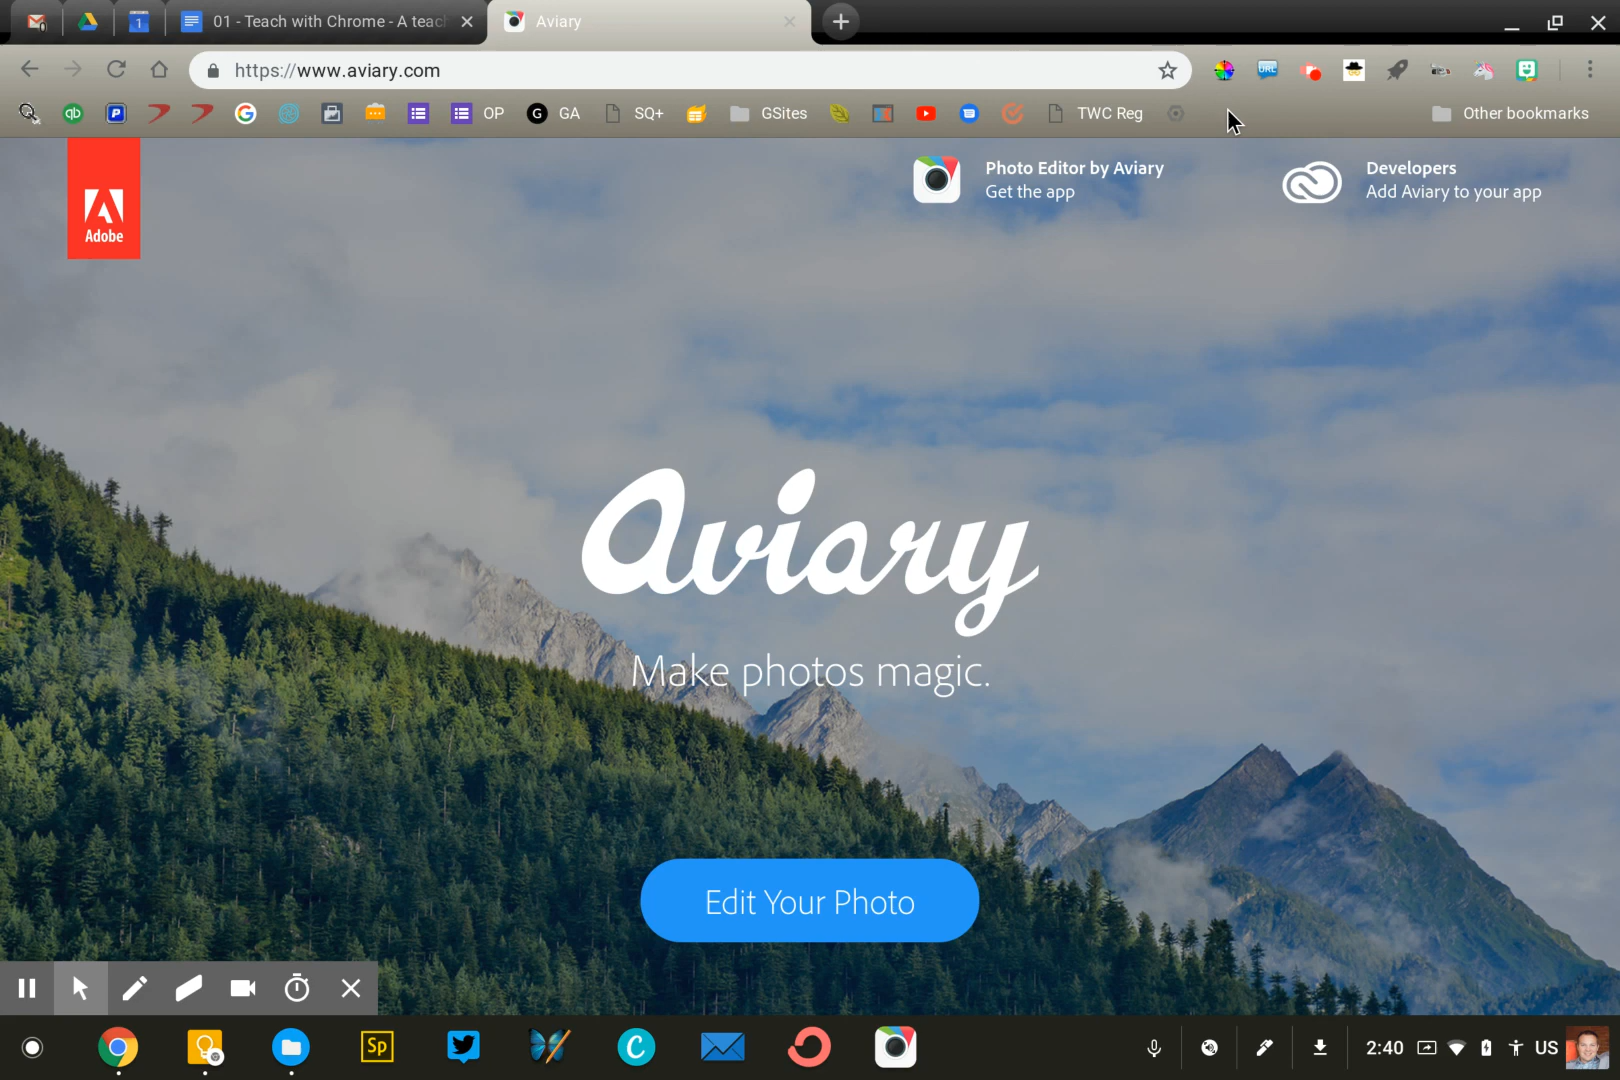 01 - Teach with Chrome - A teac
Aviary
https://www.aviary.com
OP
GA
SQ+
GSites
TWC Reg
Other bookmarks
Adobe
Photo Editor by Aviary
Get the app
Developers
Add Aviary to your app
Aviary
Make photos magic.
Edit Your Photo
Sp
2:40
US